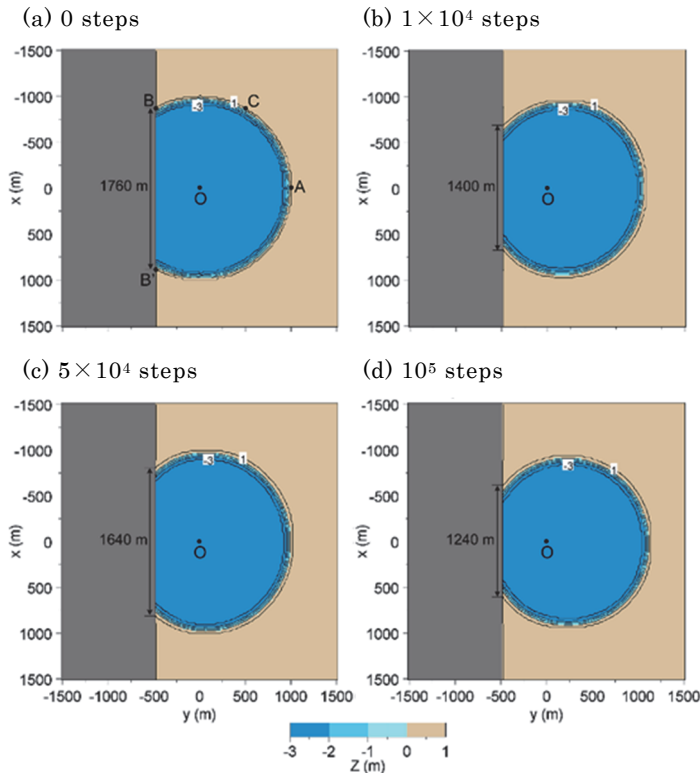 (a) 0 steps
(b) 1×10⁴ steps
-1500
-1000
-500
0
500
1000
1500
x (m)
B
-3
1
C
1760 m
O
A
B'
-1500
-1000
-500
0
500
1000
1500
x (m)
-3
1
1400 m
O
(c) 5×10⁴ steps
(d) 10⁵ steps
-1500
-1000
-500
0
500
1000
1500
x (m)
-3
1
1640 m
O
-1500 -1000 -500 0 500 1000 1500
y (m)
-1500
-1000
-500
0
500
1000
1500
x (m)
-3
1
1240 m
O
-1500 -1000 -500 0 500 1000 1500
y (m)
-3 -2 -1 0 1
Z (m)